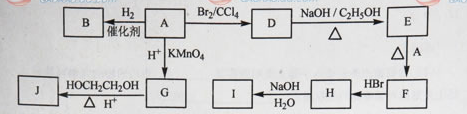 B H₂ 催化剂 A Br₂/CCl₄ D NaOH / C₂H₅OH △ E
H⁺ KMnO₄ △ A
J HOCH₂CH₂OH △ H⁺ G I NaOH H₂O H HBr F